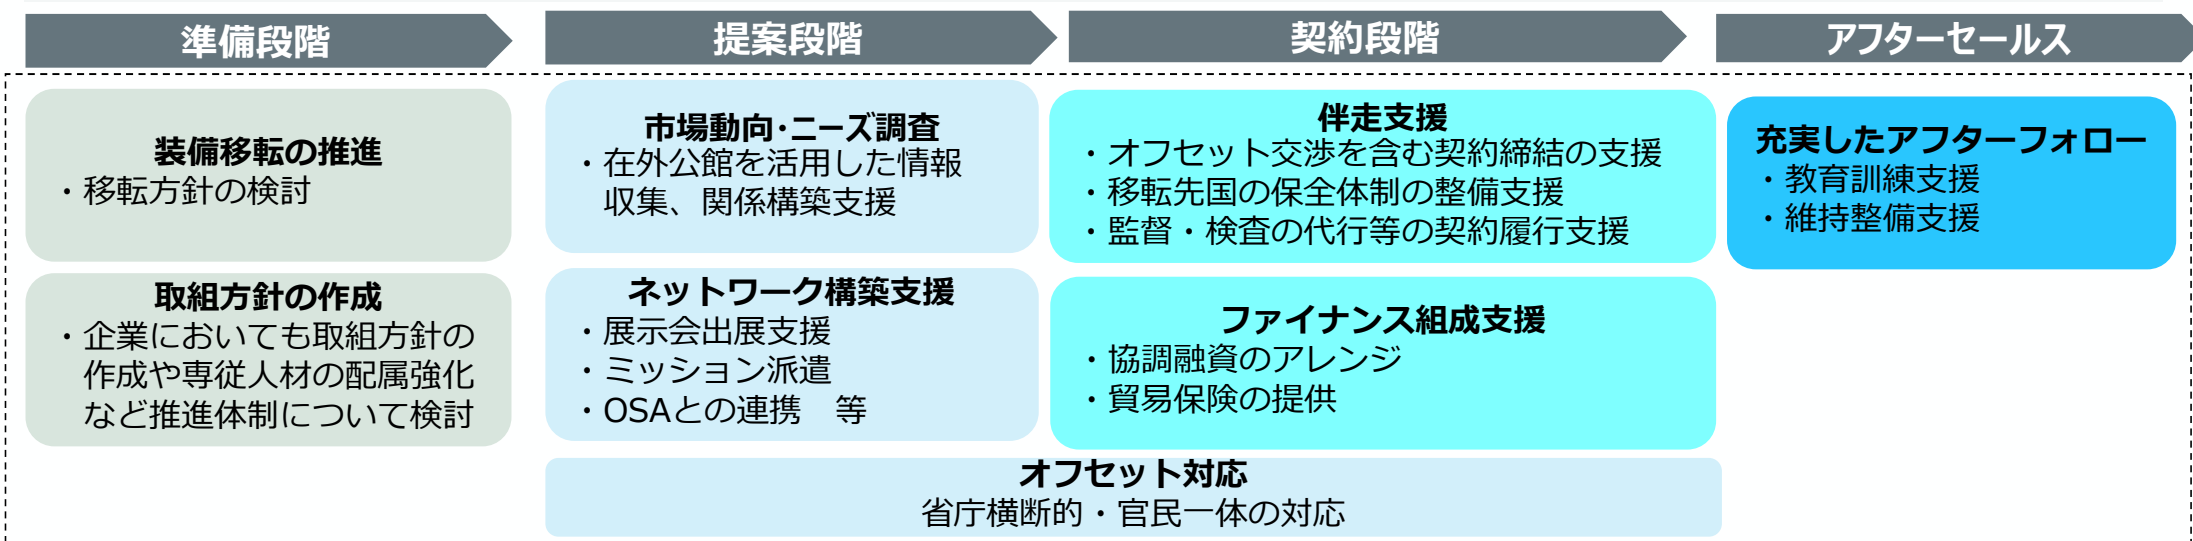 準備段階
提案段階
契約段階
アフターセールス
装備移転の推進
・移転方針の検討
取組方針の作成
・企業においても取組方針の
作成や専従人材の配属強化
など推進体制について検討
市場動向・ニーズ調査
・在外公館を活用した情報
収集、関係構築支援
ネットワーク構築支援
・展示会出展支援
・ミッション派遣
・OSAとの連携　等
伴走支援
・オフセット交渉を含む契約締結の支援
・移転先国の保全体制の整備支援
・監督・検査の代行等の契約履行支援
ファイナンス組成支援
・協調融資のアレンジ
・貿易保険の提供
オフセット対応
省庁横断的・官民一体の対応
充実したアフターフォロー
・教育訓練支援
・維持整備支援